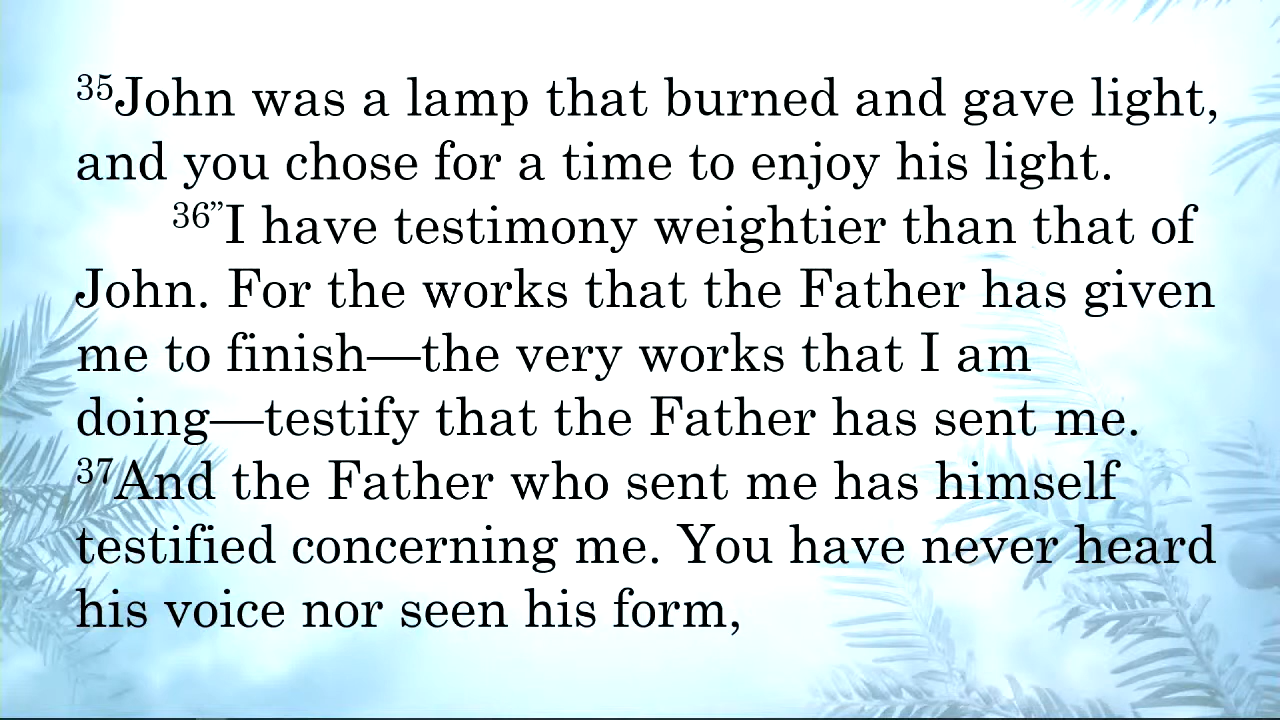 35John was a lamp that burned and gave light,
and you chose for a time to enjoy his light.
36”I have testimony weightier than that of
John. For the works that the Father has given
me to finish—the very works that I am
doing—testify that the Father has sent me.
37And the Father who sent me has himself
testified concerning me. You have never heard
his voice nor seen his form,